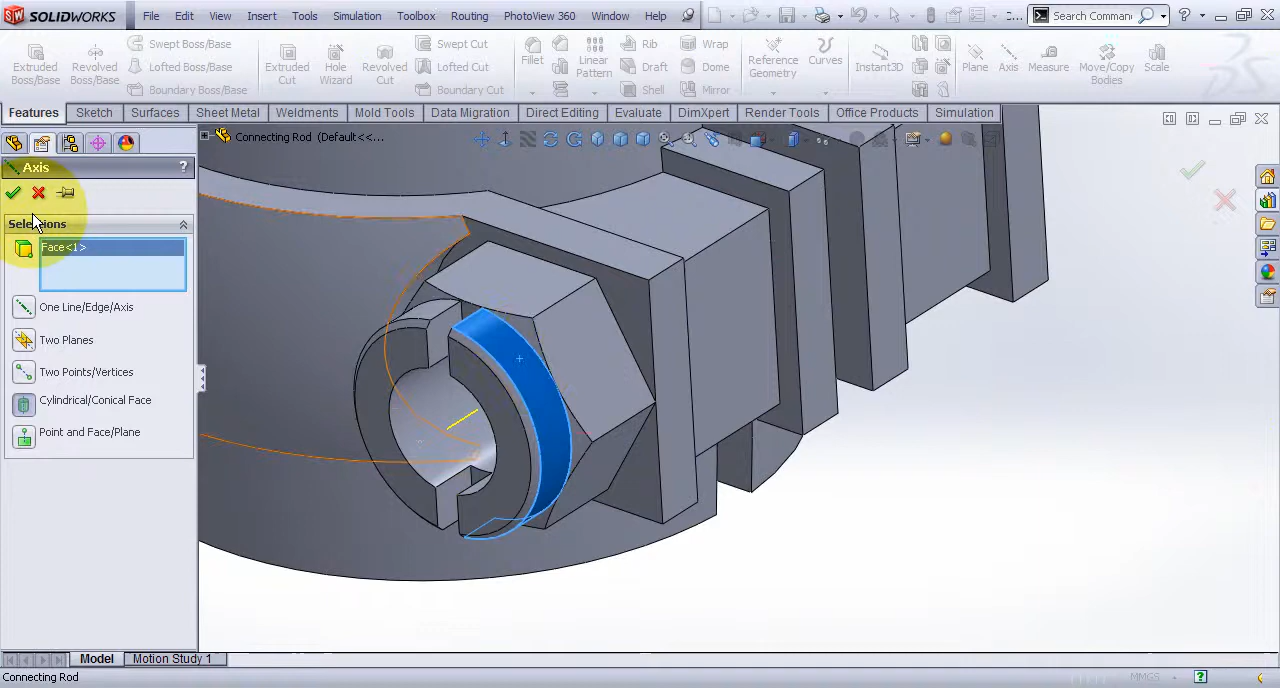 SOLIDWORKS File Edit View Insert Tools Simulation Toolbox Routing PhotoView 360 Window Help Search Comman
Extruded Boss/Base Revolved Boss/Base Swept Boss/Base Extruded Cut Hole Wizard Revolved Cut Swept Cut Fillet Linear Pattern Rib Wrap Reference Geometry Curves Instant3D Plane Axis Measure Move/Copy Bodies Scale
Lofted Boss/Base Lofted Cut Draft Dome
Boundary Boss/Base Boundary Cut Shell Mirror
Features Sketch Surfaces Sheet Metal Weldments Mold Tools Data Migration Direct Editing Evaluate DimXpert Render Tools Office Products Simulation
Connecting Rod (Default<<...
Axis ?
Selections
Face<1>
One Line/Edge/Axis
Two Planes
Two Points/Vertices
Cylindrical/Conical Face
Point and Face/Plane
Model Motion Study 1
Connecting Rod MMGS